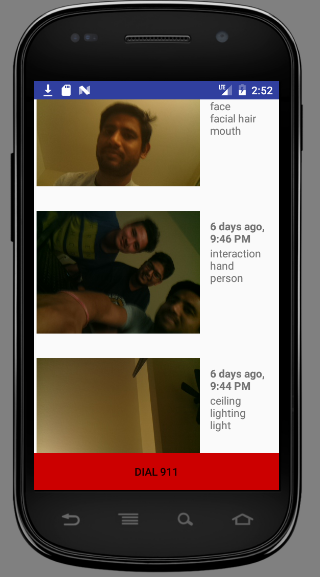 LTE
2:52
face
facial hair
mouth
6 days ago,
9:46 PM
interaction
hand
person
6 days ago,
9:44 PM
ceiling
lighting
light
DIAL 911